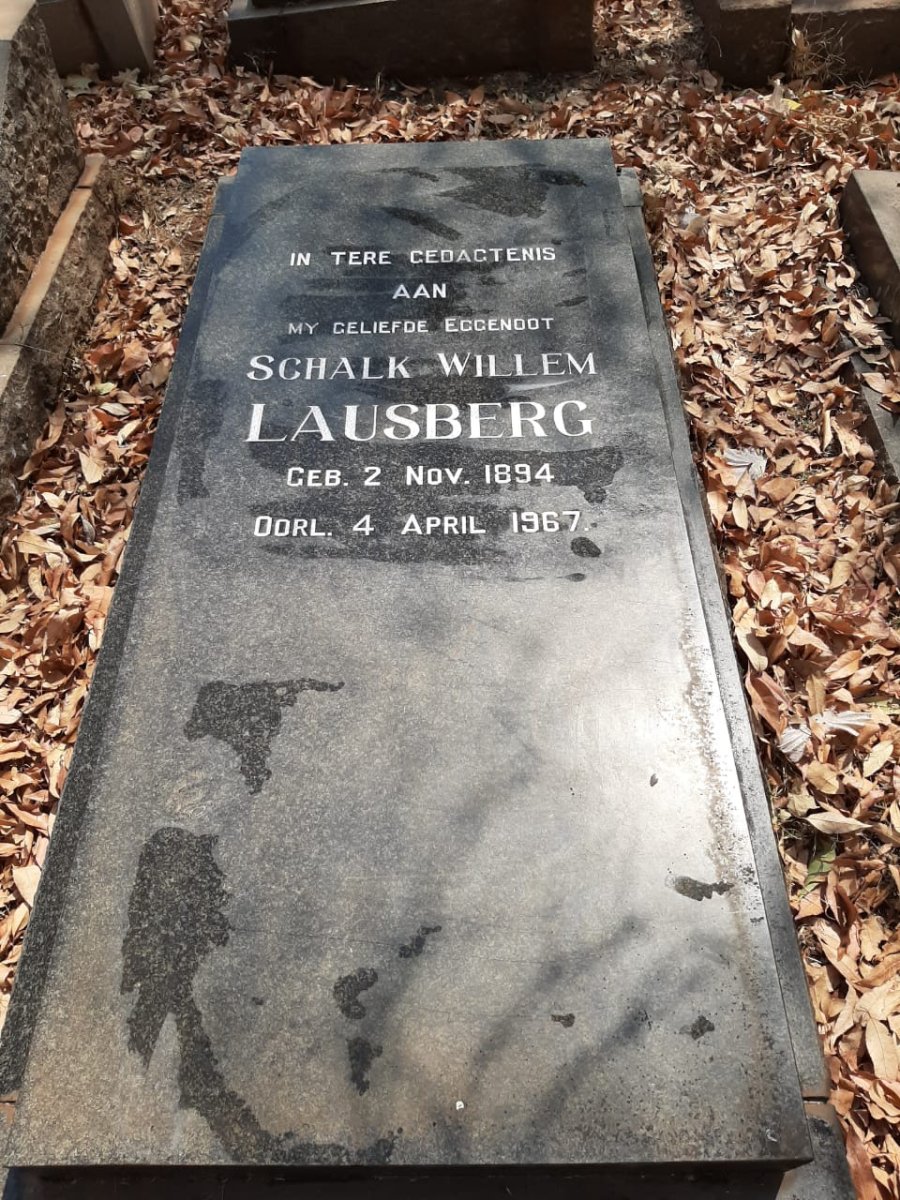 IN TERE GEDAGTENIS
AAN
MY GELIEFDE EGGENOOT
SCHALK WILLEM
LAUSBERG
GEB. 2 NOV. 1894
OORL. 4 APRIL 1967.